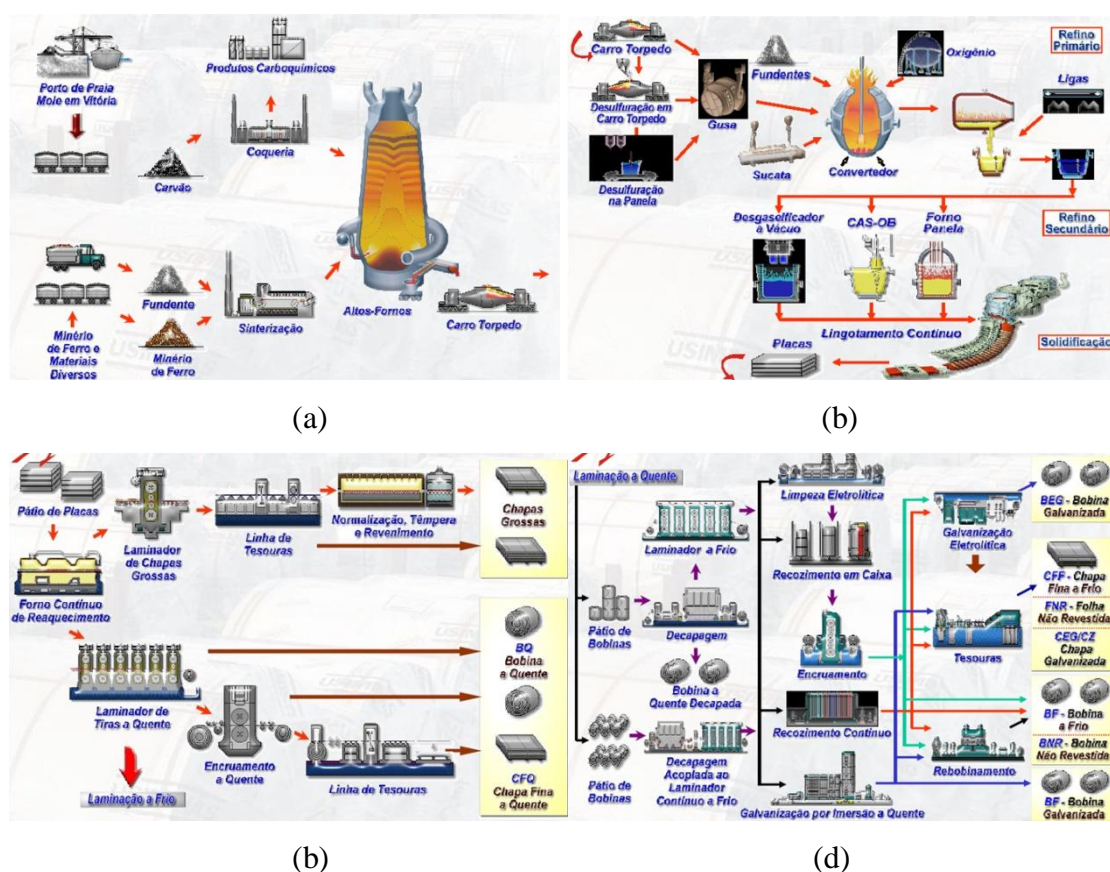 Porto de Praia
Mole em Vitória
Produtos Carboquímicos
Coqueria
Carvão
Fundente
Sinterização
Altos-Fornos
Carro Torpedo
Minério
de Ferro e
Materiais
Diversos
Minério
de Ferro
(a)
Carro Torpedo
Desulfuração em
Carro Torpedo
Desulfuração
na Panela
Gusa
Fundentes
Sucata
Convertedor
Oxigênio
Refino
Primário
Ligas
Desgaseificador
à Vácuo
CAS-OB
Forno
Panela
Refino
Secundário
Lingotamento Contínuo
Placas
Solidificação
(b)
Pátio de Placas
Laminador
de Chapas
Grossas
Linha de
Tesouras
Normalização, Têmpera
e Revenimento
Chapas
Grossas
Forno Contínuo
de Reaquecimento
Laminador de
Tiras a Quente
BQ
Bobina
a Quente
Encruamento
a Quente
Linha de Tesouras
CFQ
Chapa Fina
a Quente
Laminação a Frio
(b)
Laminação a Quente
Laminador a Frio
Pátio de
Bobinas
Decapagem
Bobina a
Quente Decapada
Pátio de
Bobinas
Decapagem
Acoplada ao
Laminador
Contínuo a Frio
Limpeza Eletrolítica
Recozimento em Caixa
Encruamento
Recozimento Contínuo
Galvanização por Imersão a Quente
Galvanização
Eletrolítica
Tesouras
Rebobinamento
BEG - Bobina
Galvanizada
CFF - Chapa
Fina a Frio
FNR - Folha
Não Revestida
CEG/CZ
Chapa
Galvanizada
BF - Bobina
a Frio
BNR - Bobina
Não Revestida
BF - Bobina
Galvanizada
(d)